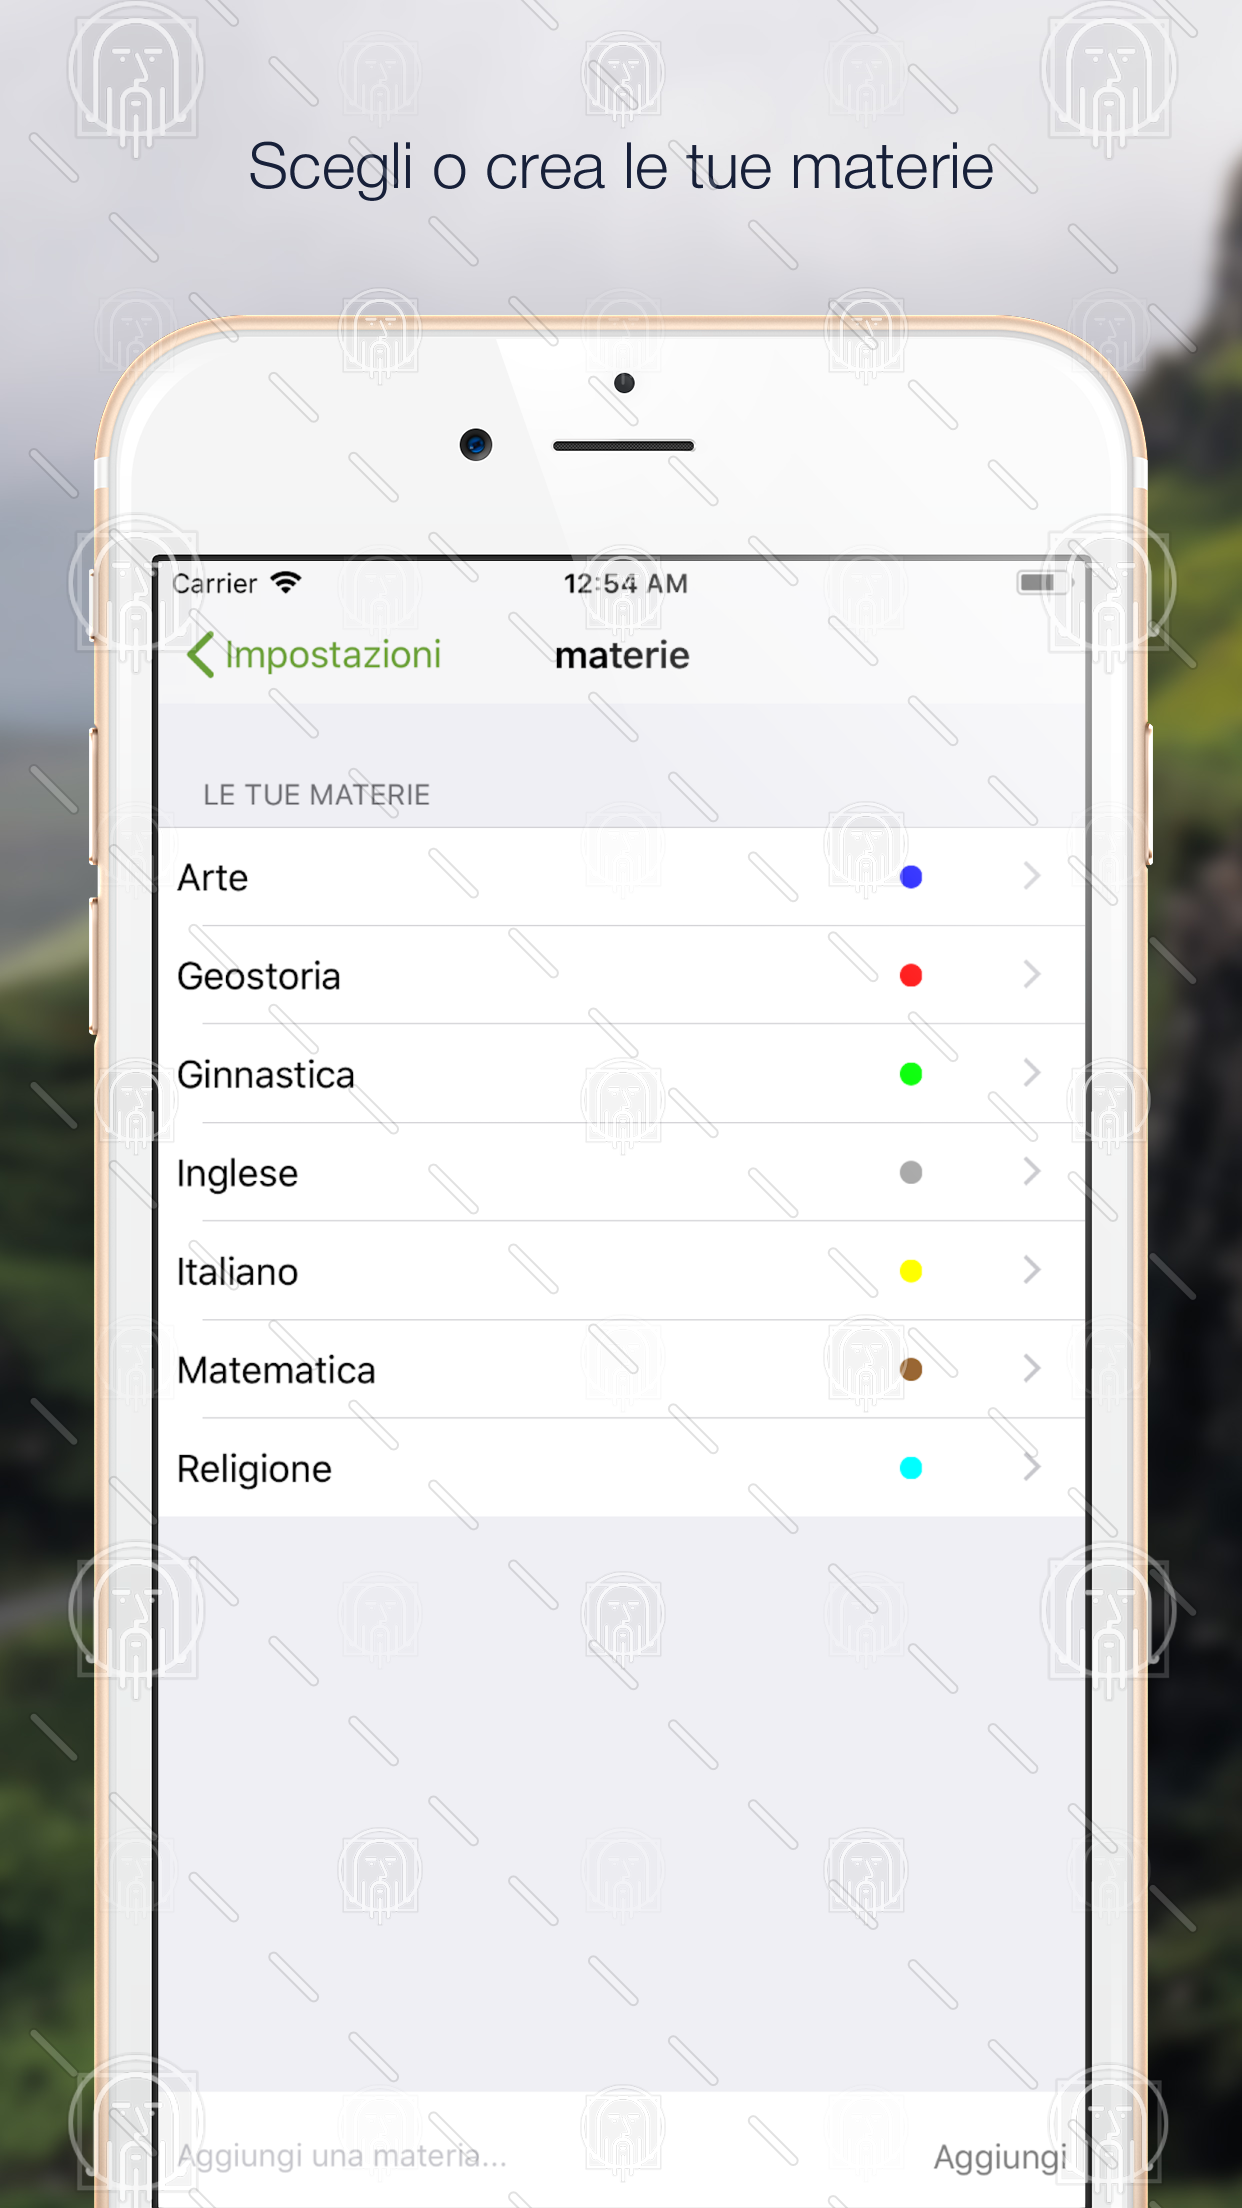 Scegli o crea le tue materie
Carrier 12:54 AM
Impostazioni materie
LE TUE MATERIE
Arte
Geostoria
Ginnastica
Inglese
Italiano
Matematica
Religione
Aggiungi una materia... Aggiungi